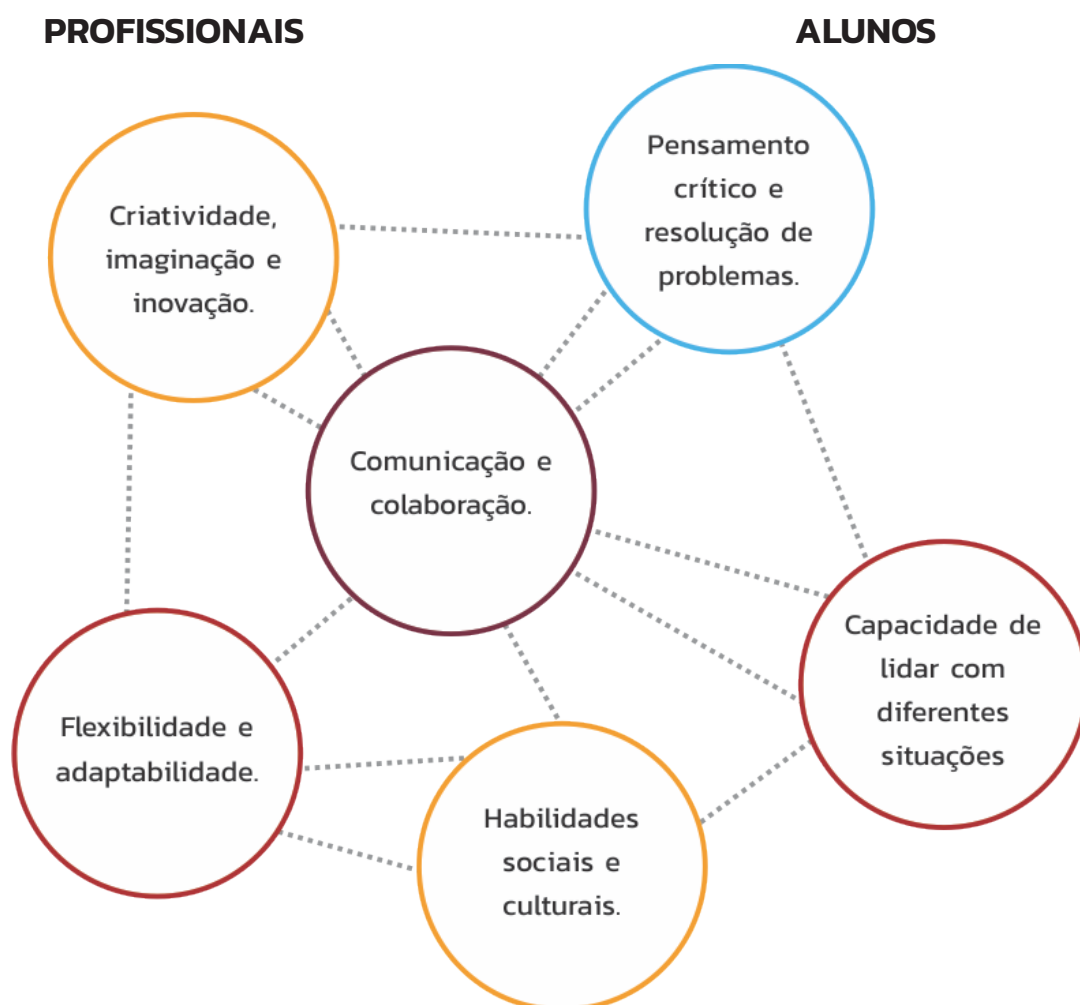 PROFISSIONAIS
ALUNOS
Pensamento
crítico e
resolução de
problemas.
Criatividade,
imaginação e
inovação.
Comunicação e
colaboração.
Capacidade de
lidar com
diferentes
situações
Flexibilidade e
adaptabilidade.
Habilidades
sociais e
culturais.